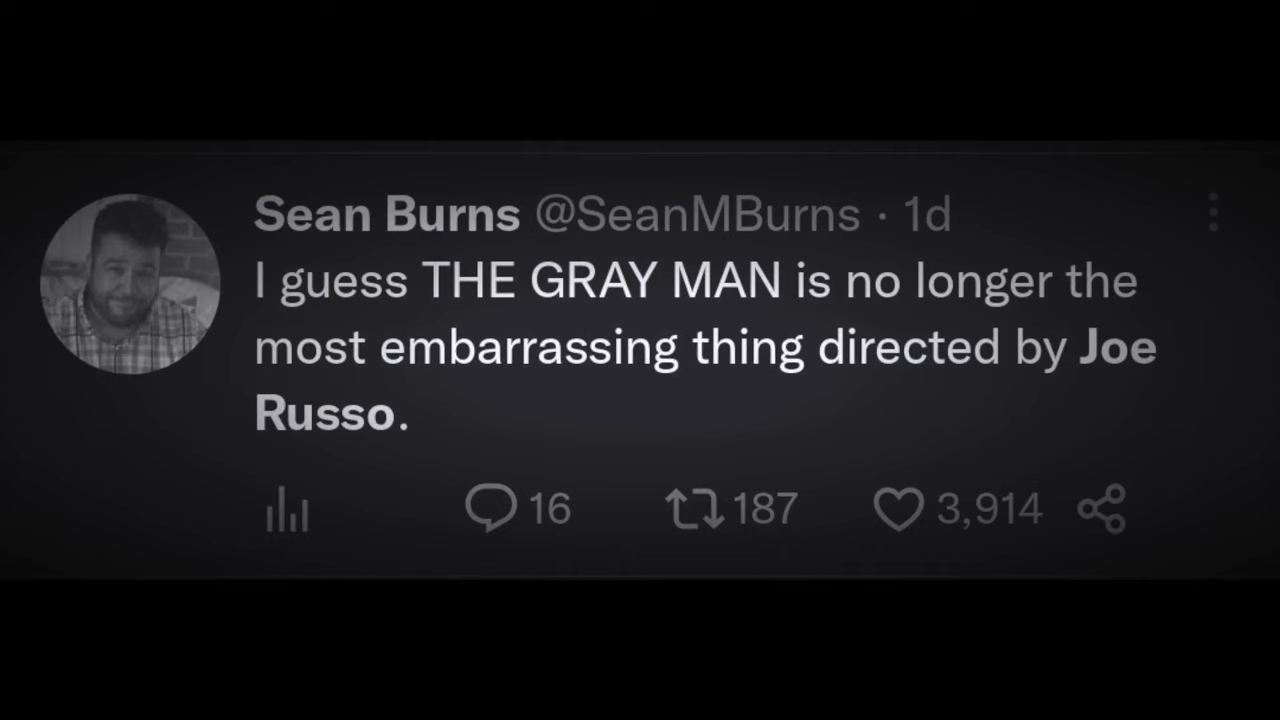 Sean Burns @SeanMBurns · 1d
I guess THE GRAY MAN is no longer the
most embarrassing thing directed by Joe
Russo.
16 187 3,914